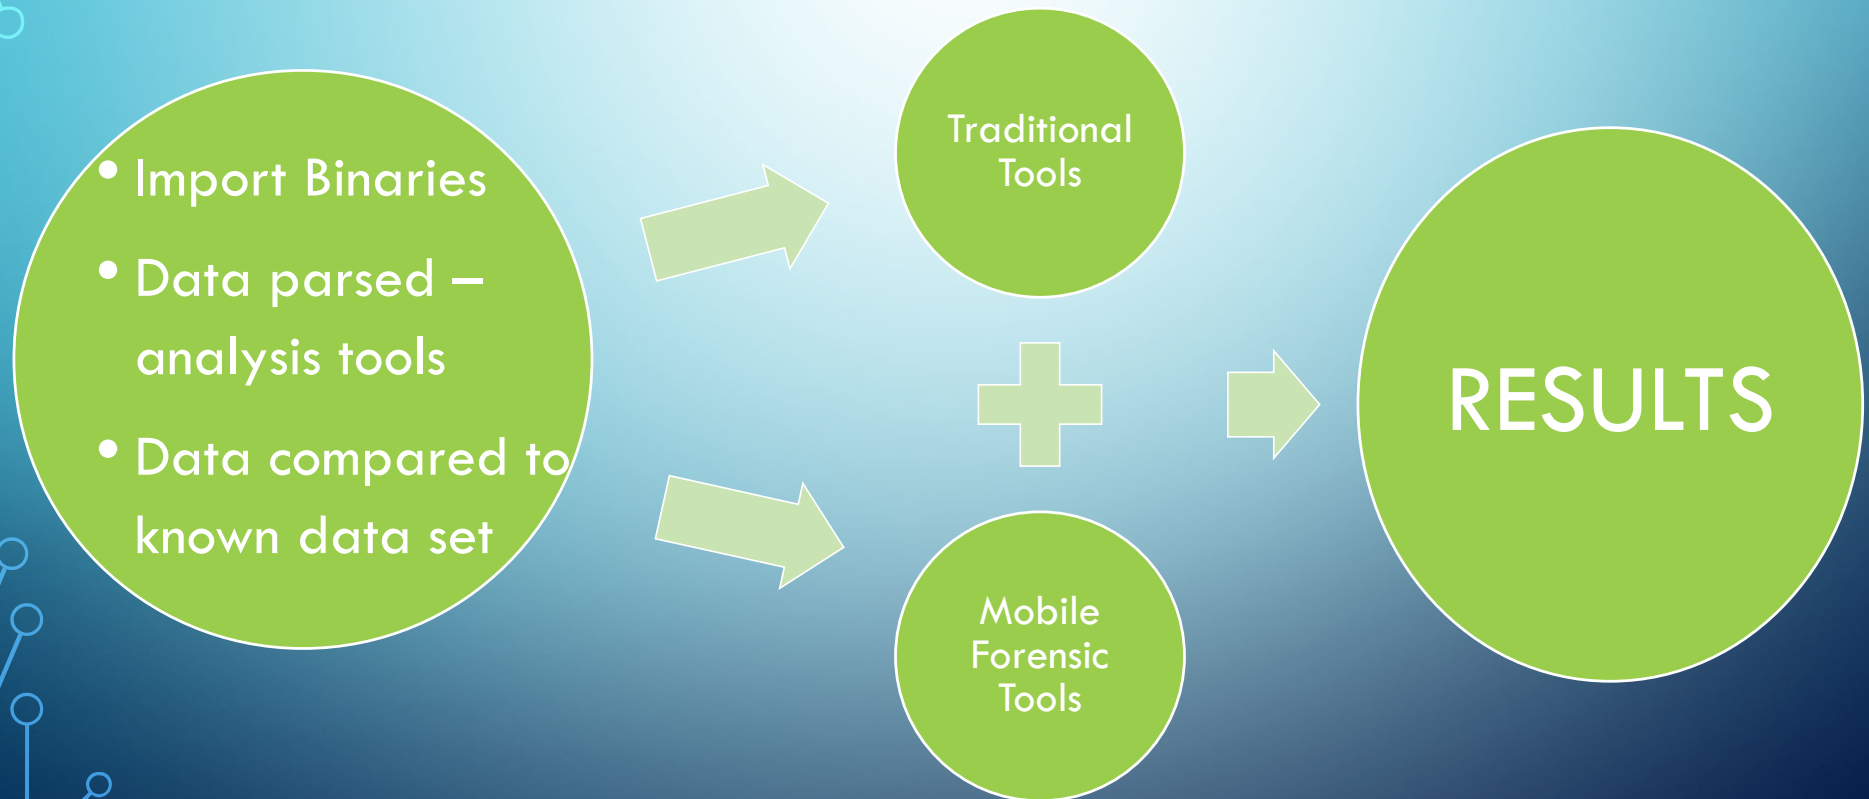 • Import Binaries
• Data parsed –
analysis tools
• Data compared to
known data set
Traditional
Tools
Mobile
Forensic
Tools
RESULTS